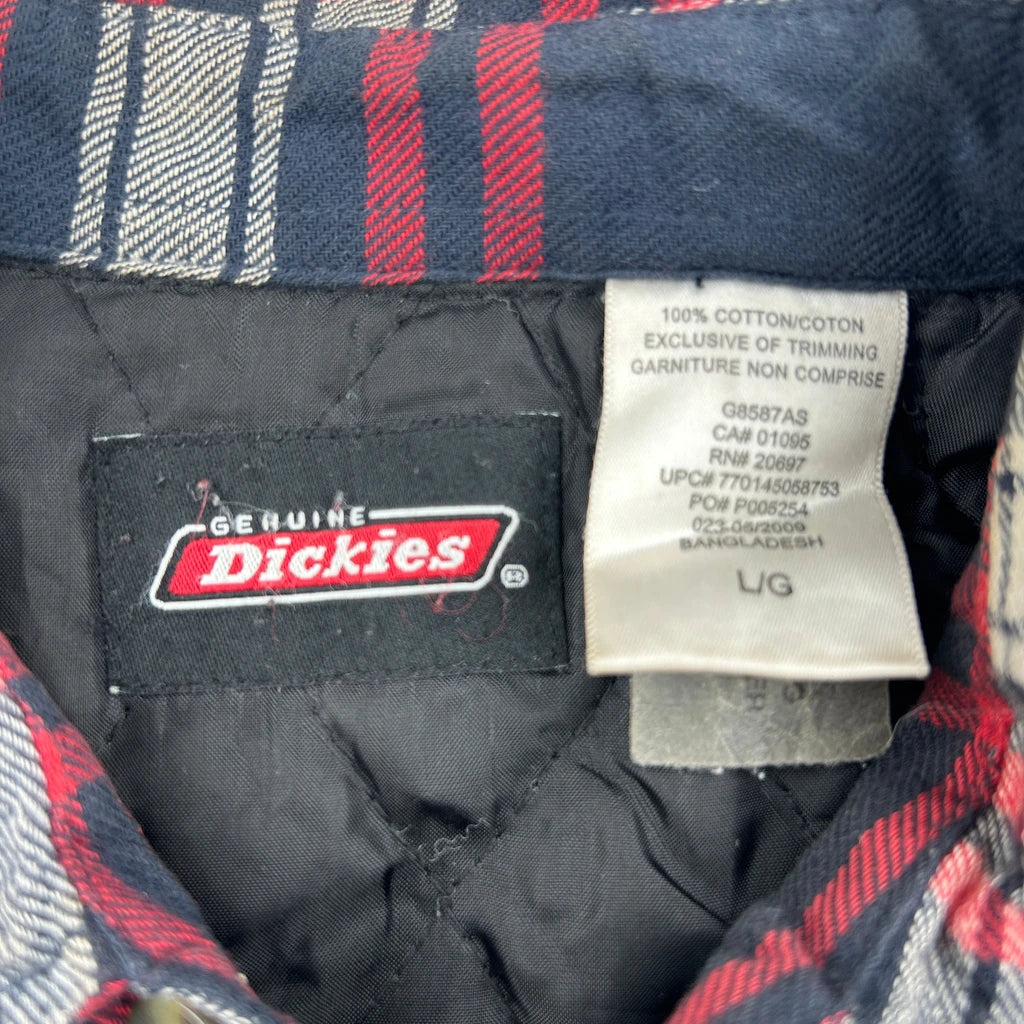 GENUINE
Dickies
100% COTTON/COTON
EXCLUSIVE OF TRIMMING
GARNITURE NON COMPRISE
G8587AS
CA# 01095
RN# 20697
UPC# 770145058753
PO# P005254
023-06/2009
BANGLADESH
L/G